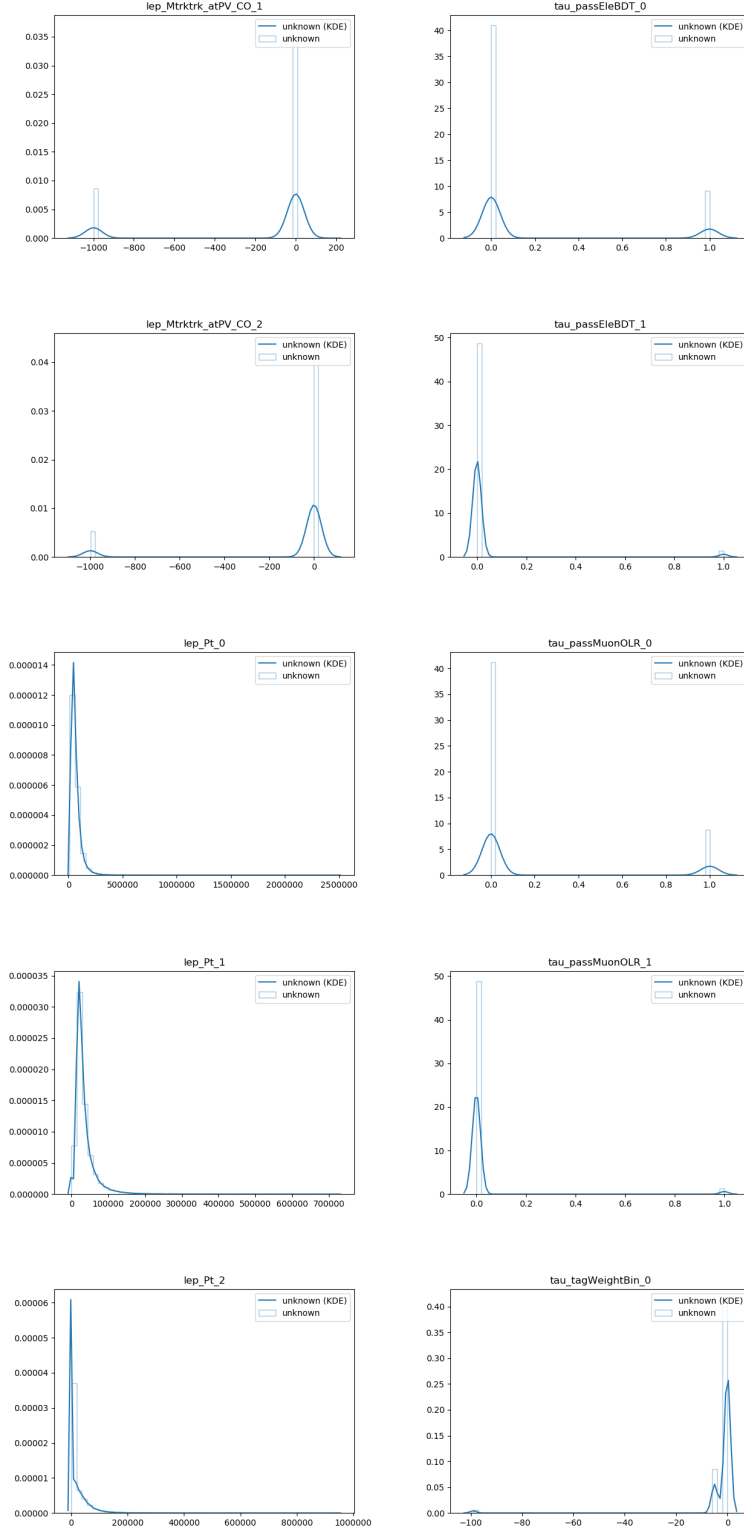 lep_Mtrktrk_atPV_CO_1
unknown (KDE)
unknown
0.035
0.030
0.025
0.020
0.015
0.010
0.005
0.000
−1000 −800 −600 −400 −200 0 200
tau_passEleBDT_0
unknown (KDE)
unknown
40
35
30
25
20
15
10
5
0
0.0 0.2 0.4 0.6 0.8 1.0
lep_Mtrktrk_atPV_CO_2
unknown (KDE)
unknown
0.04
0.03
0.02
0.01
0.00
−1000 −800 −600 −400 −200 0
tau_passEleBDT_1
unknown (KDE)
unknown
50
40
30
20
10
0
0.0 0.2 0.4 0.6 0.8 1.0
lep_Pt_0
unknown (KDE)
unknown
0.000014
0.000012
0.000010
0.000008
0.000006
0.000004
0.000002
0.000000
0 500000 1000000 1500000 2000000 2500000
tau_passMuonOLR_0
unknown (KDE)
unknown
40
35
30
25
20
15
10
5
0
0.0 0.2 0.4 0.6 0.8 1.0
lep_Pt_1
unknown (KDE)
unknown
0.000035
0.000030
0.000025
0.000020
0.000015
0.000010
0.000005
0.000000
0 100000 200000 300000 400000 500000 600000 700000
tau_passMuonOLR_1
unknown (KDE)
unknown
50
40
30
20
10
0
0.0 0.2 0.4 0.6 0.8 1.0
lep_Pt_2
unknown (KDE)
unknown
0.00006
0.00005
0.00004
0.00003
0.00002
0.00001
0.00000
0 200000 400000 600000 800000 1000000
tau_tagWeightBin_0
unknown (KDE)
unknown
0.40
0.35
0.30
0.25
0.20
0.15
0.10
0.05
0.00
−100 −80 −60 −40 −20 0